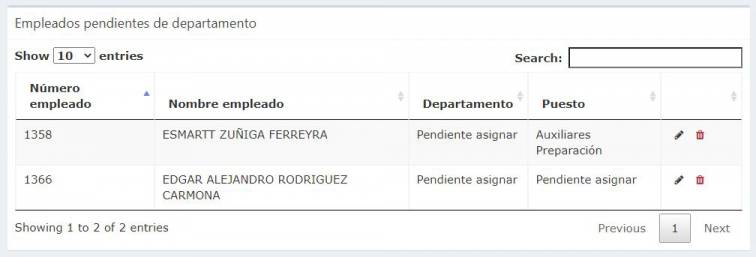 Empleados pendientes de departamento
Show 10 entries
Search:
Número empleado
Nombre empleado
Departamento
Puesto
1358
ESMARTT ZUÑIGA FERREYRA
Pendiente asignar
Auxiliares
Preparación
1366
EDGAR ALEJANDRO RODRIGUEZ
CARMONA
Pendiente asignar
Pendiente asignar
Showing 1 to 2 of 2 entries
Previous 1 Next